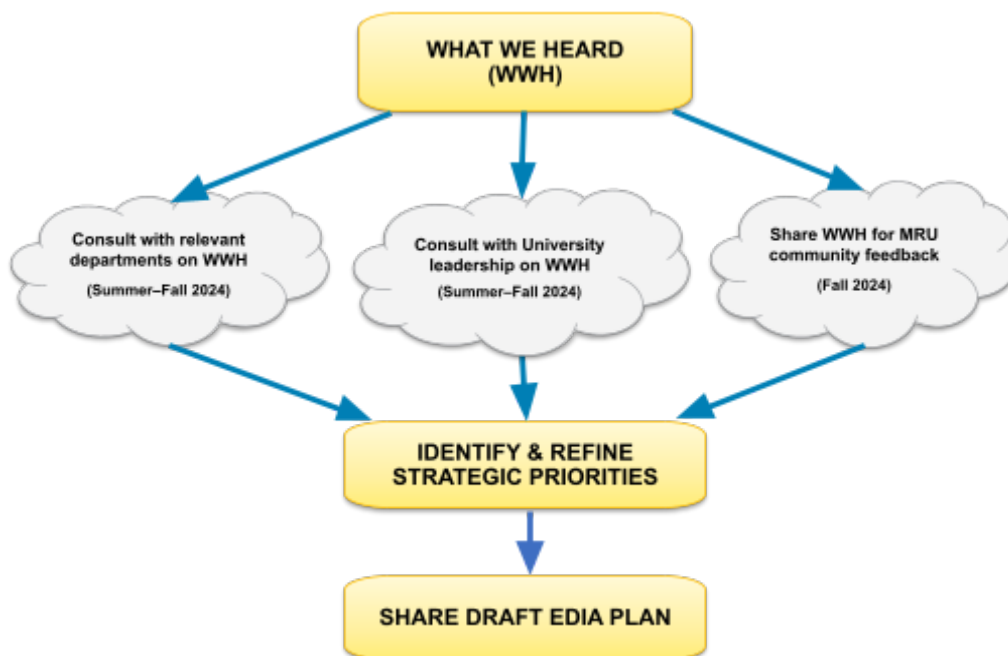 WHAT WE HEARD
(WWH)
Consult with relevant
departments on WWH
(Summer–Fall 2024)
Consult with University
leadership on WWH
(Summer–Fall 2024)
Share WWH for MRU
community feedback
(Fall 2024)
IDENTIFY & REFINE
STRATEGIC PRIORITIES
SHARE DRAFT EDIA PLAN